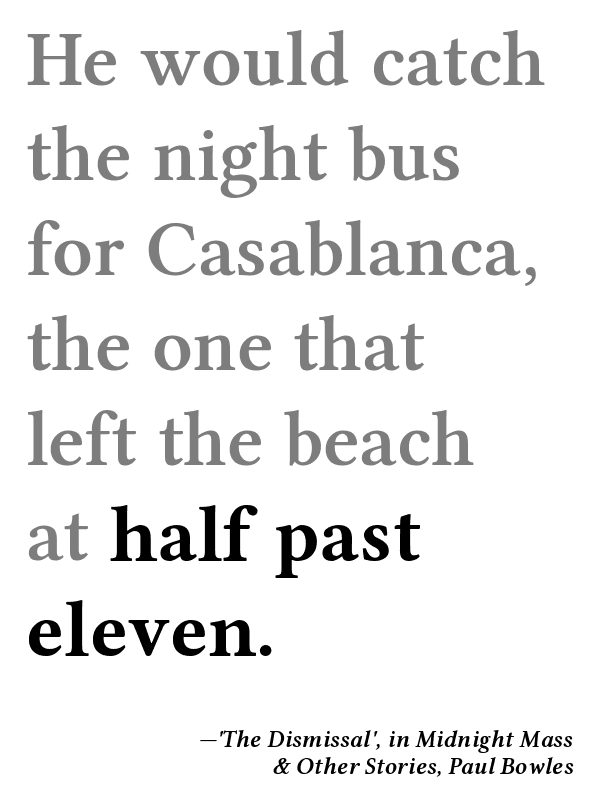 He would catch
the night bus
for Casablanca,
the one that
left the beach
at half past
eleven.
—'The Dismissal', in Midnight Mass
& Other Stories, Paul Bowles